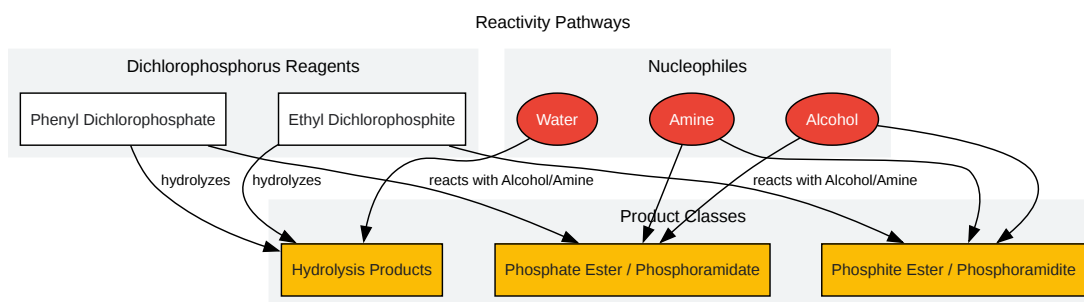 Reactivity Pathways
Dichlorophosphorus Reagents
Nucleophiles
Phenyl Dichlorophosphate
Ethyl Dichlorophosphite
Water
Amine
Alcohol
hydrolyzes
hydrolyzes
reacts with Alcohol/Amine
reacts with Alcohol/Amine
Product Classes
Hydrolysis Products
Phosphate Ester / Phosphoramidate
Phosphite Ester / Phosphoramidite